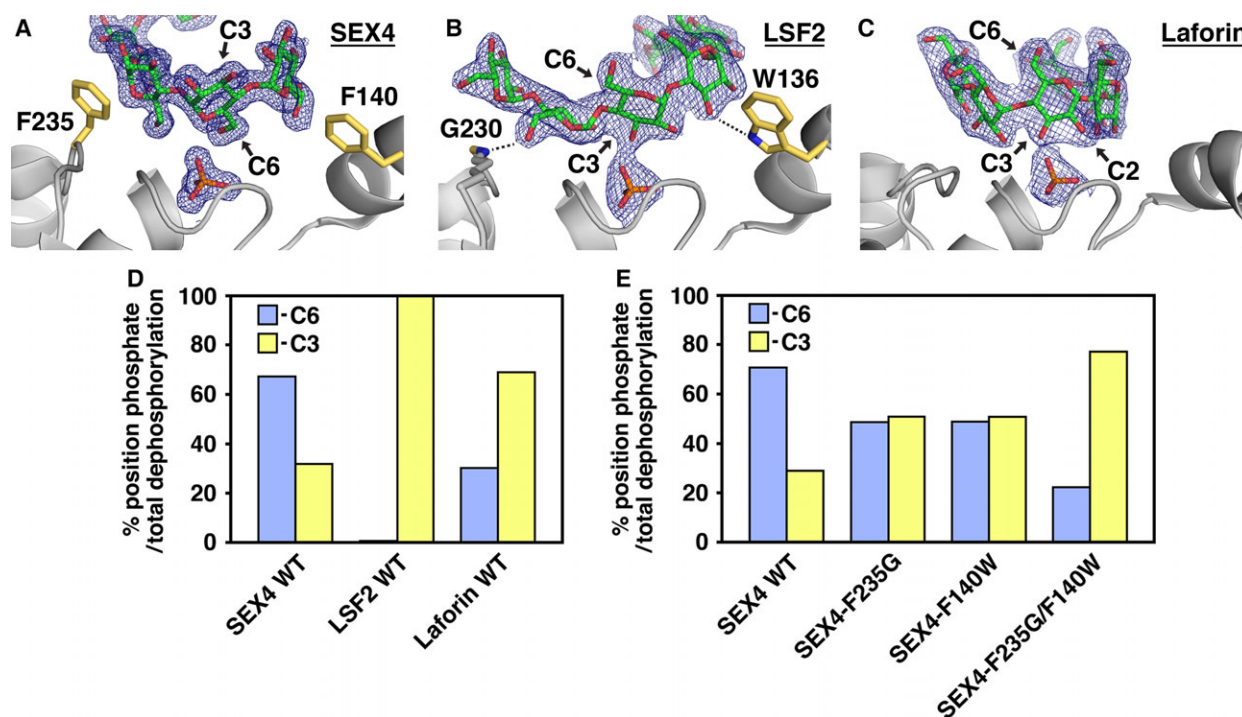 A
SEX4
C3
F235
F140
C6
B
LSF2
C6
W136
G230
C3
C
Laforin
C6
C3
C2
D
% position phosphate
/total dephosphorylation
100
80
60
40
20
0
-C6
-C3
SEX4 WT
LSF2 WT
Laforin WT
E
% position phosphate
/total dephosphorylation
100
80
60
40
20
0
-C6
-C3
SEX4 WT
SEX4-F235G
SEX4-F140W
SEX4-F235G/F140W